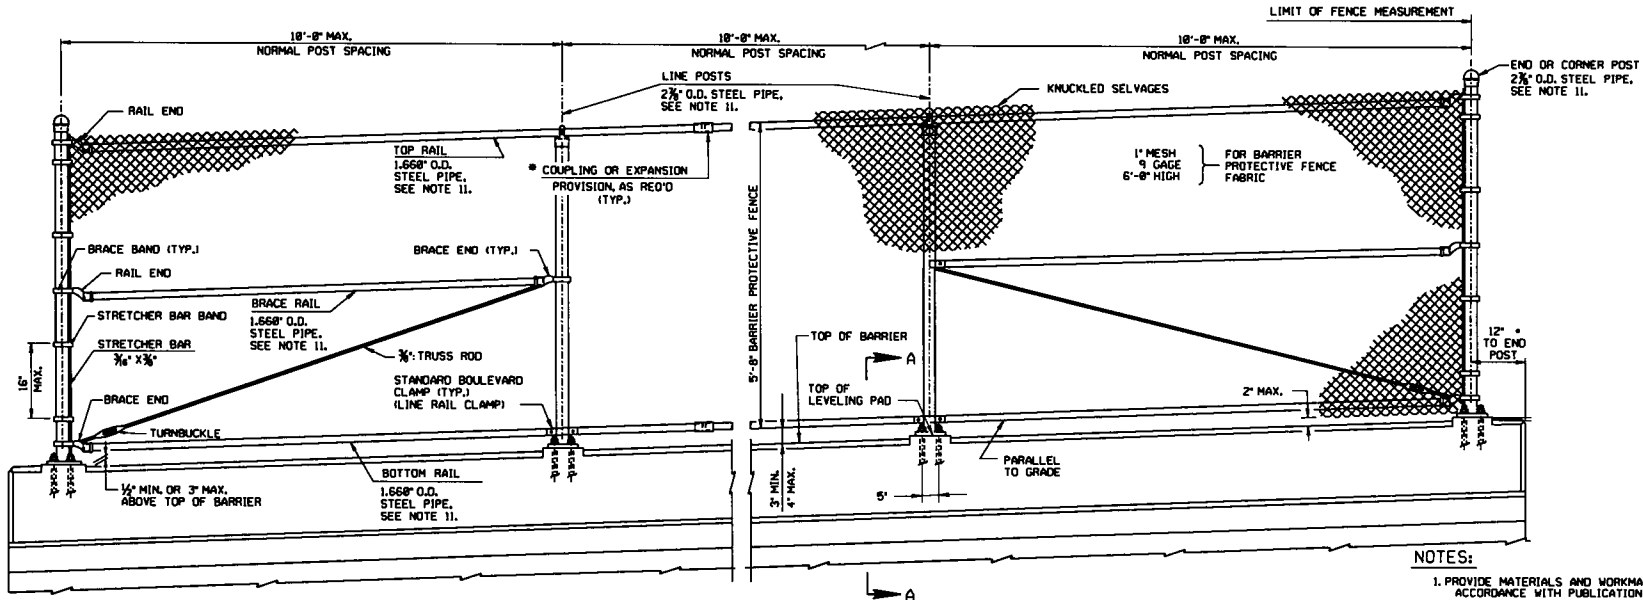 LIMIT OF FENCE MEASUREMENT
10'-0" MAX.
NORMAL POST SPACING
10'-0" MAX.
NORMAL POST SPACING
10'-0" MAX.
NORMAL POST SPACING
LINE POSTS
2⅞" O.D. STEEL PIPE.
SEE NOTE 11.
KNUCKLED SELVAGES
END OR CORNER POST
2⅞" O.D. STEEL PIPE.
SEE NOTE 11.
RAIL END
TOP RAIL
1.660" O.D.
STEEL PIPE.
SEE NOTE 11.
* COUPLING OR EXPANSION
PROVISION, AS REQ'D
(TYP.)
1" MESH
9 GAGE
6'-0" HIGH
FOR BARRIER
PROTECTIVE FENCE
FABRIC
5'-8" BARRIER PROTECTIVE FENCE
BRACE BAND (TYP.)
RAIL END
BRACE END (TYP.)
BRACE RAIL
1.660" O.D.
STEEL PIPE.
SEE NOTE 11.
STRETCHER BAR BAND
STRETCHER BAR
16"
MAX.
⅜": TRUSS ROD
STANDARD BOULEVARD
CLAMP (TYP.)
(LINE RAIL CLAMP)
TOP OF BARRIER
A
TOP OF
LEVELING PAD
12" *
TO END
POST
2" MAX.
BRACE END
TURNBUCKLE
½" MIN. OR 3" MAX.
ABOVE TOP OF BARRIER
BOTTOM RAIL
1.660" O.D.
STEEL PIPE.
SEE NOTE 11.
3" MIN.
4" MAX.
5"
PARALLEL
TO GRADE
A
NOTES:
1. PROVIDE MATERIALS AND WORKMA
ACCORDANCE WITH PUBLICATION